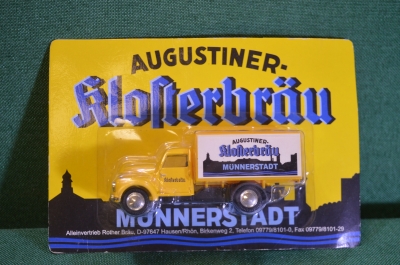 AUGUSTINER-
Klosterbräu
AUGUSTINER-
Klosterbräu
MÜNNERSTADT
Klosterbräu
MÜNNERSTADT
Alleinvertrieb Rother Bräu, D-97647 Hausen/Rhön, Birkenweg 2, Telefon 09779/8101-0, Fax 09779/8101-29